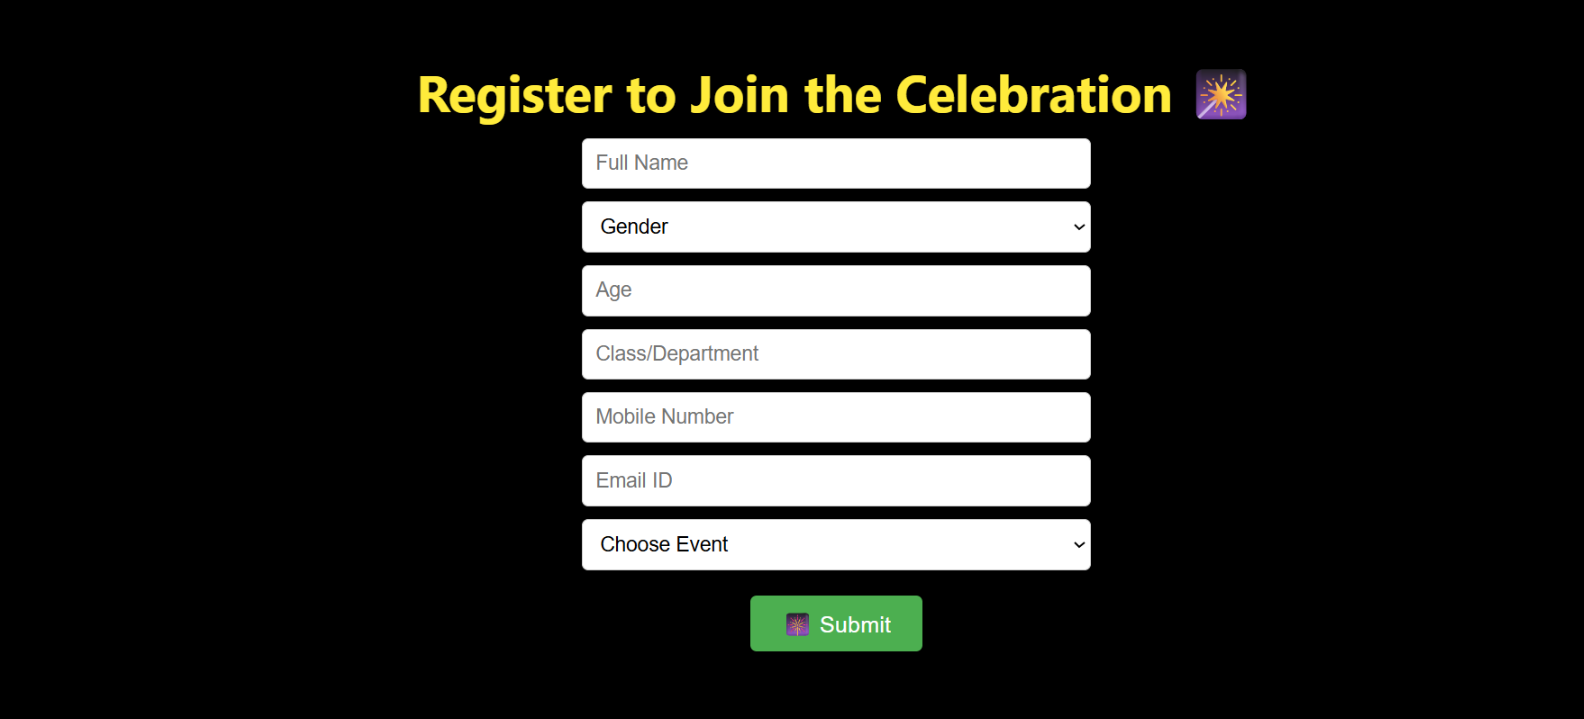 Register to Join the Celebration 🎇
Full Name
Gender
Age
Class/Department
Mobile Number
Email ID
Choose Event
🎇 Submit